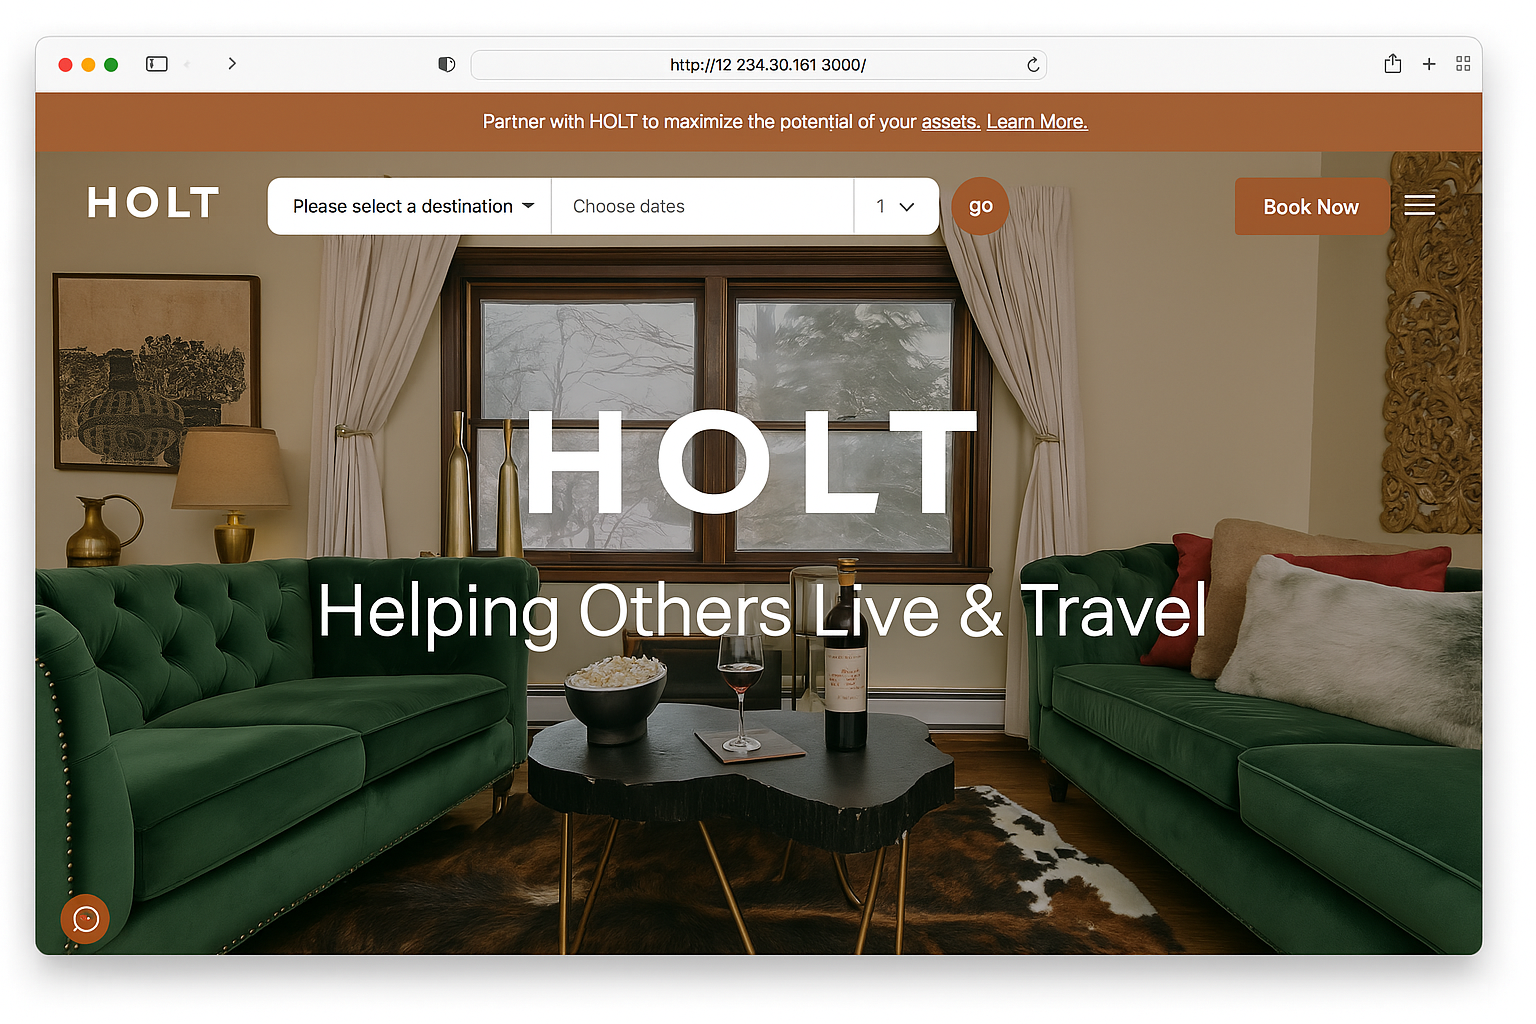 http://12 234.30.161 3000/
Partner with HOLT to maximize the potential of your assets. Learn More.
HOLT
Please select a destination
Choose dates
1
go
Book Now
HOLT
Helping Others Live & Travel